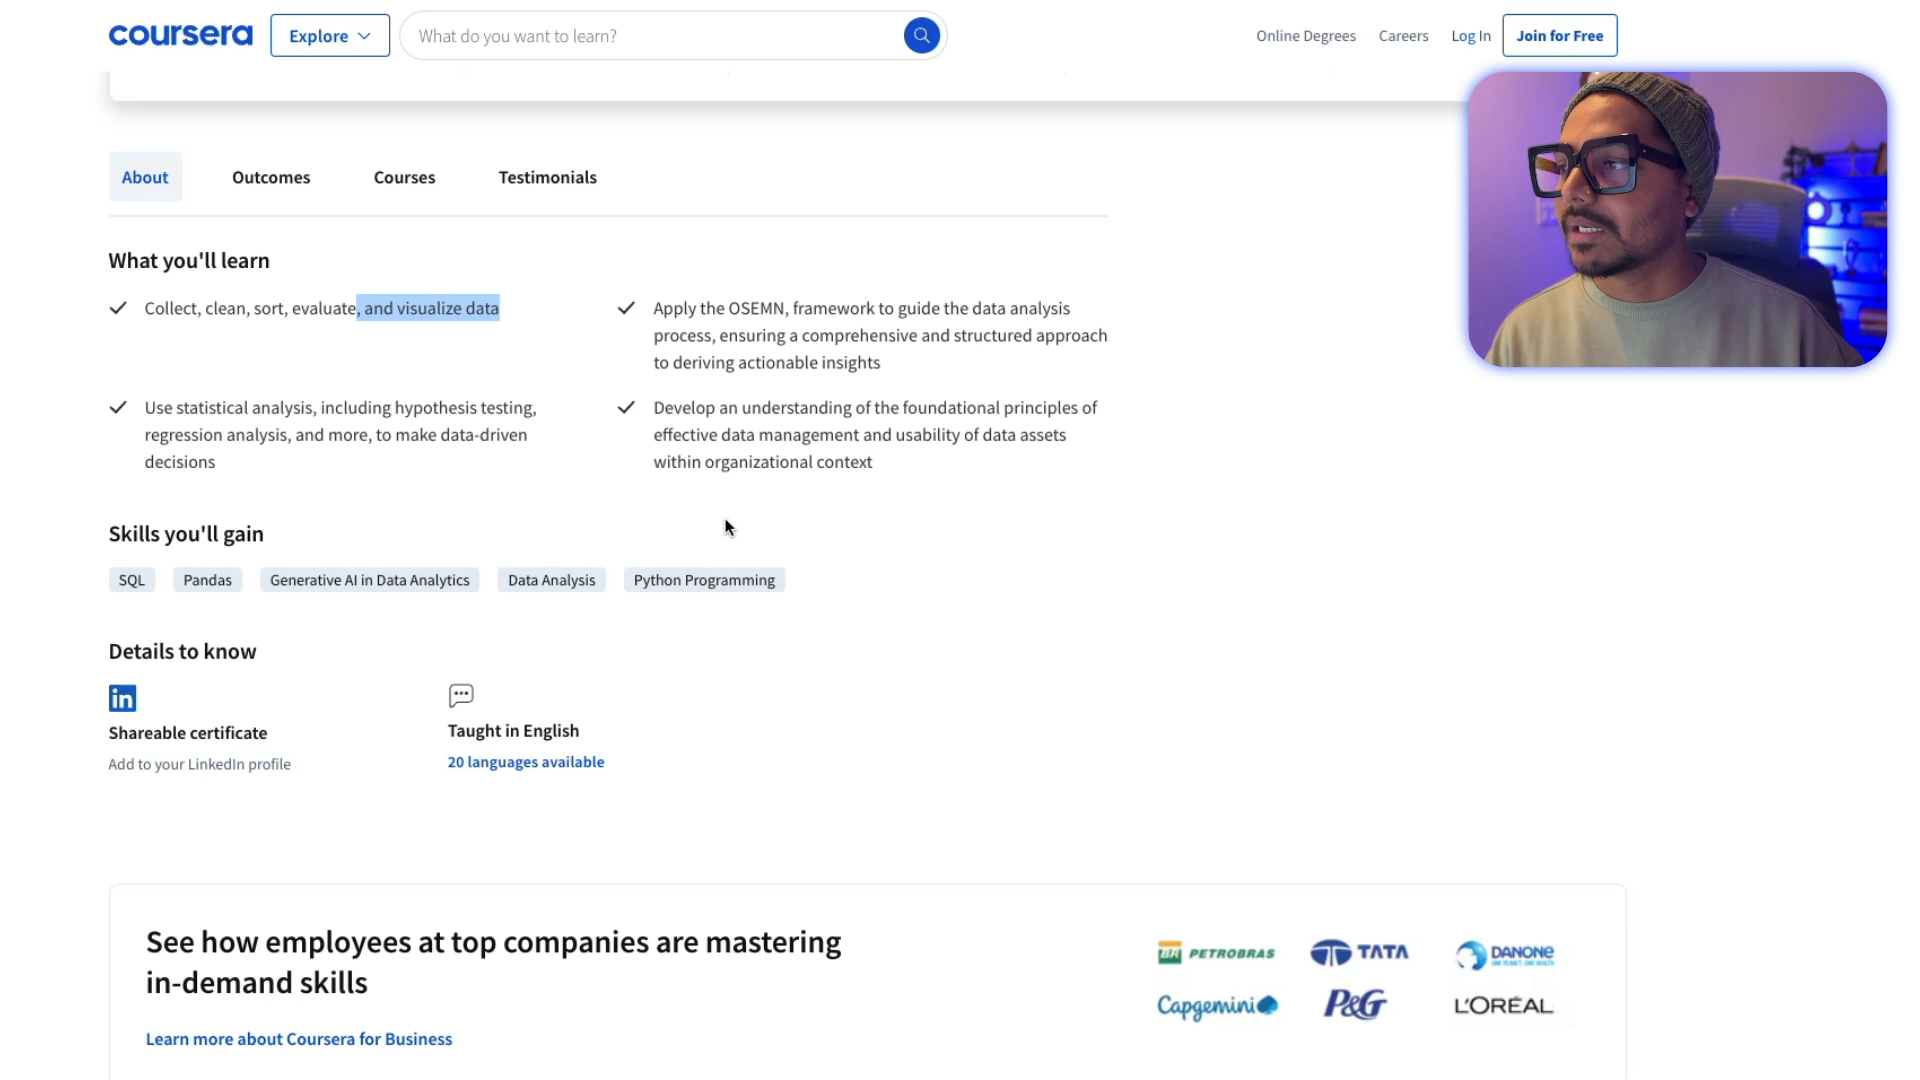 coursera
Explore
What do you want to learn?
Online Degrees
Careers
Log In
Join for Free
About
Outcomes
Courses
Testimonials
What you'll learn
Collect, clean, sort, evaluate, and visualize data
Apply the OSEMN, framework to guide the data analysis
process, ensuring a comprehensive and structured approach
to deriving actionable insights
Use statistical analysis, including hypothesis testing,
regression analysis, and more, to make data-driven
decisions
Develop an understanding of the foundational principles of
effective data management and usability of data assets
within organizational context
Skills you'll gain
SQL
Pandas
Generative AI in Data Analytics
Data Analysis
Python Programming
Details to know
in
Shareable certificate
Add to your LinkedIn profile
Taught in English
20 languages available
See how employees at top companies are mastering
in-demand skills
Learn more about Coursera for Business
BR PETROBRAS
TATA
DANONE
ONE PLANET. ONE HEALTH
Capgemini
P&G
L'ORÉAL